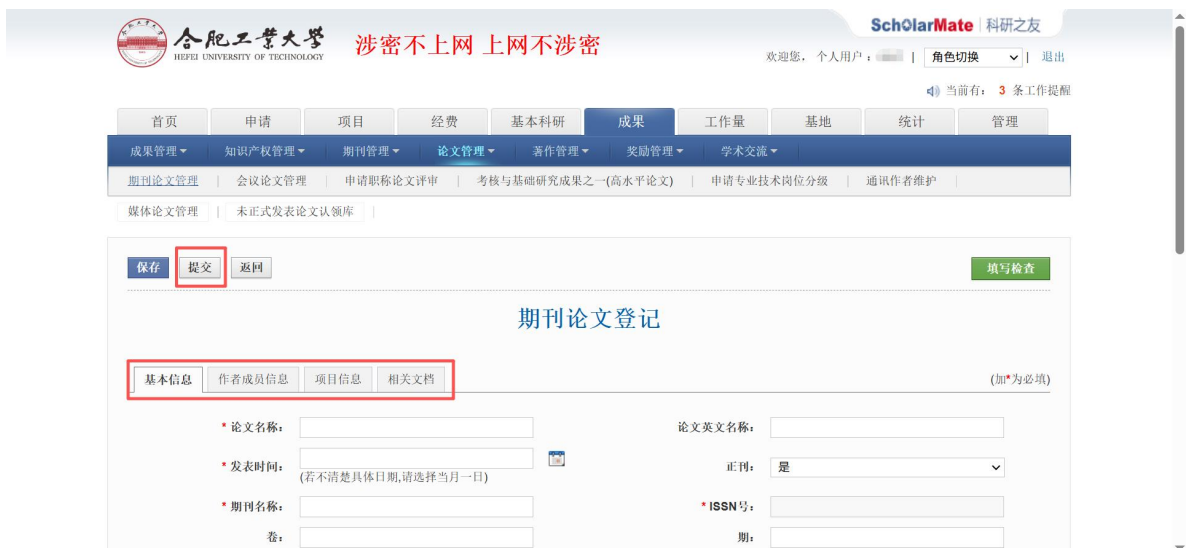 合肥工业大学
HEFEI UNIVERSITY OF TECHNOLOGY
涉密不上网 上网不涉密
SchOlarMate 科研之友
欢迎您， 个人用户： | 角色切换 | 退出
当前有： 3 条工作提醒
首页 申请 项目 经费 基本科研 成果 工作量 基地 统计 管理
成果管理 知识产权管理 期刊管理 论文管理 著作管理 奖励管理 学术交流
期刊论文管理 | 会议论文管理 | 申请职称论文评审 | 考核与基础研究成果之一(高水平论文) | 申请专业技术岗位分级 | 通讯作者维护 |
媒体论文管理 | 未正式发表论文认领库 |
保存 提交 返回 填写检查
期刊论文登记
基本信息 作者成员信息 项目信息 相关文档 (加*为必填)
* 论文名称： 论文英文名称：
* 发表时间： 正刊： 是
(若不清楚具体日期,请选择当月一日)
* 期刊名称： * ISSN号：
卷： 期：